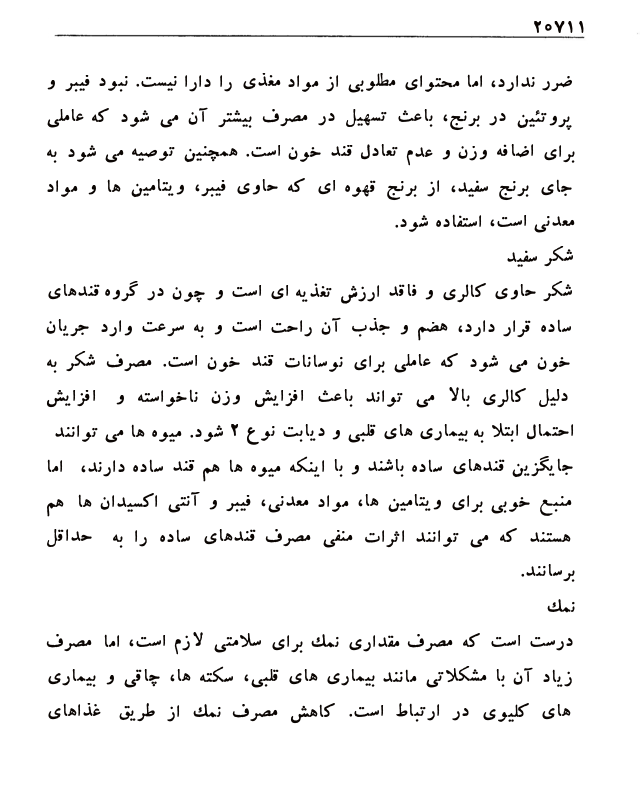 ۲۰۷۱۱
ضرر ندارد، اما محتوای مطلوبی از مواد مغذی را دارا نیست. نبود فیبر و
پروتئین در برنج، باعث تسهیل در مصرف بیشتر آن می شود که عاملی
برای اضافه وزن و عدم تعادل قند خون است. همچنین توصیه می شود به
جای برنج سفید، از برنج قهوه ای که حاوی فیبر، ویتامین ها و مواد
معدنی است، استفاده شود.
شکر سفید
شکر حاوی کالری و فاقد ارزش تغذیه ای است و چون در گروه قندهای
ساده قرار دارد، هضم و جذب آن راحت است و به سرعت وارد جریان
خون می شود که عاملی برای نوسانات قند خون است. مصرف شکر به
دلیل کالری بالا می تواند باعث افزایش وزن ناخواسته و افزایش
احتمال ابتلا به بیماری های قلبی و دیابت نوع ۲ شود. میوه ها می توانند
جایگزین قندهای ساده باشند و با اینکه میوه ها هم قند ساده دارند، اما
منبع خوبی برای ویتامین ها، مواد معدنی، فیبر و آنتی اکسیدان ها هم
هستند که می توانند اثرات منفی مصرف قندهای ساده را به حداقل
برسانند.
نمك
درست است که مصرف مقداری نمك برای سلامتی لازم است، اما مصرف
زیاد آن با مشکلاتی مانند بیماری های قلبی، سکته ها، چاقی و بیماری
های کلیوی در ارتباط است. کاهش مصرف نمك از طریق غذاهای